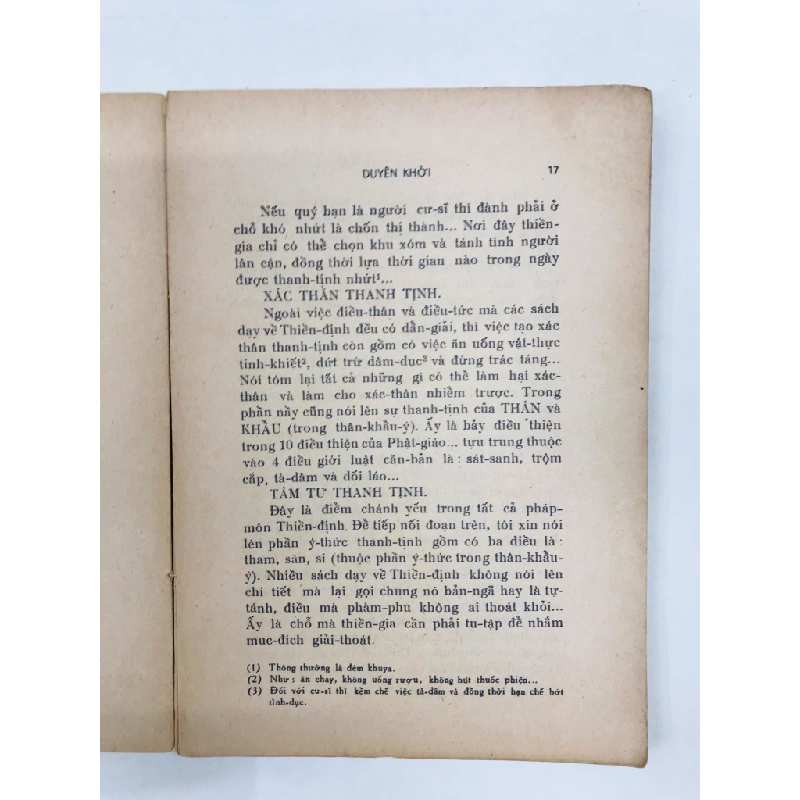 DUYÊN KHỞI 17
Nếu quý bạn là người cư-sĩ thì đành phải ở
chỗ khó nhứt là chốn thị thành... Nơi đây thiền-
gia chỉ có thể chọn khu xóm và tánh tình người
lân cận, đồng thời lựa thời gian nào trong ngày
được thanh-tịnh nhứt¹...
XÁC THÂN THANH TỊNH.
Ngoài việc điều-thân và điều-tức mà các sách
dạy về Thiền-định đều có dẫn-giải, thì việc tạo xác
thân thanh-tịnh còn gồm có việc ăn uống vật-thực
tinh-khiết², dứt trừ dâm-dục³ và đừng trác táng...
Nói tóm lại tất cả những gì có thể làm hại xác-
thân và làm cho xác-thân nhiễm trược. Trong
phần nầy cũng nói lên sự thanh-tịnh của THÂN và
KHẨU (trong thân-khẩu-ý). Ấy là bảy điều thiện
trong 10 điều thiện của Phật-giáo... tựu trung thuộc
vào 4 điều giới luật căn-bản là : sát-sanh, trộm
cắp, tà-dâm và dối láo...
TÂM TƯ THANH TỊNH.
Đây là điểm chánh yếu trong tất cả pháp-
môn Thiền-định. Để tiếp nối đoạn trên, tôi xin nói
lên phần ý-thức thanh-tịnh gồm có ba điều là :
tham, sân, si (thuộc phần ý-thức trong thân-khẩu-
ý). Nhiều sách dạy về Thiền-định không nói lên
chi tiết mà lại gọi chung nó bản-ngã hay là tự-
tánh, điều mà phàm-phu không ai thoát khỏi...
Ấy là chỗ mà thiền-gia cần phải tu-tập để nhắm
mục-đích giải-thoát.
(1) Thông thường là đêm khuya.
(2) Như : ăn chay, không uống rượu, không hút thuốc phiện...
(3) Đối với cư-sĩ thì kềm chế việc tà-dâm và đồng thời bạn chế bớt
tình-dục.